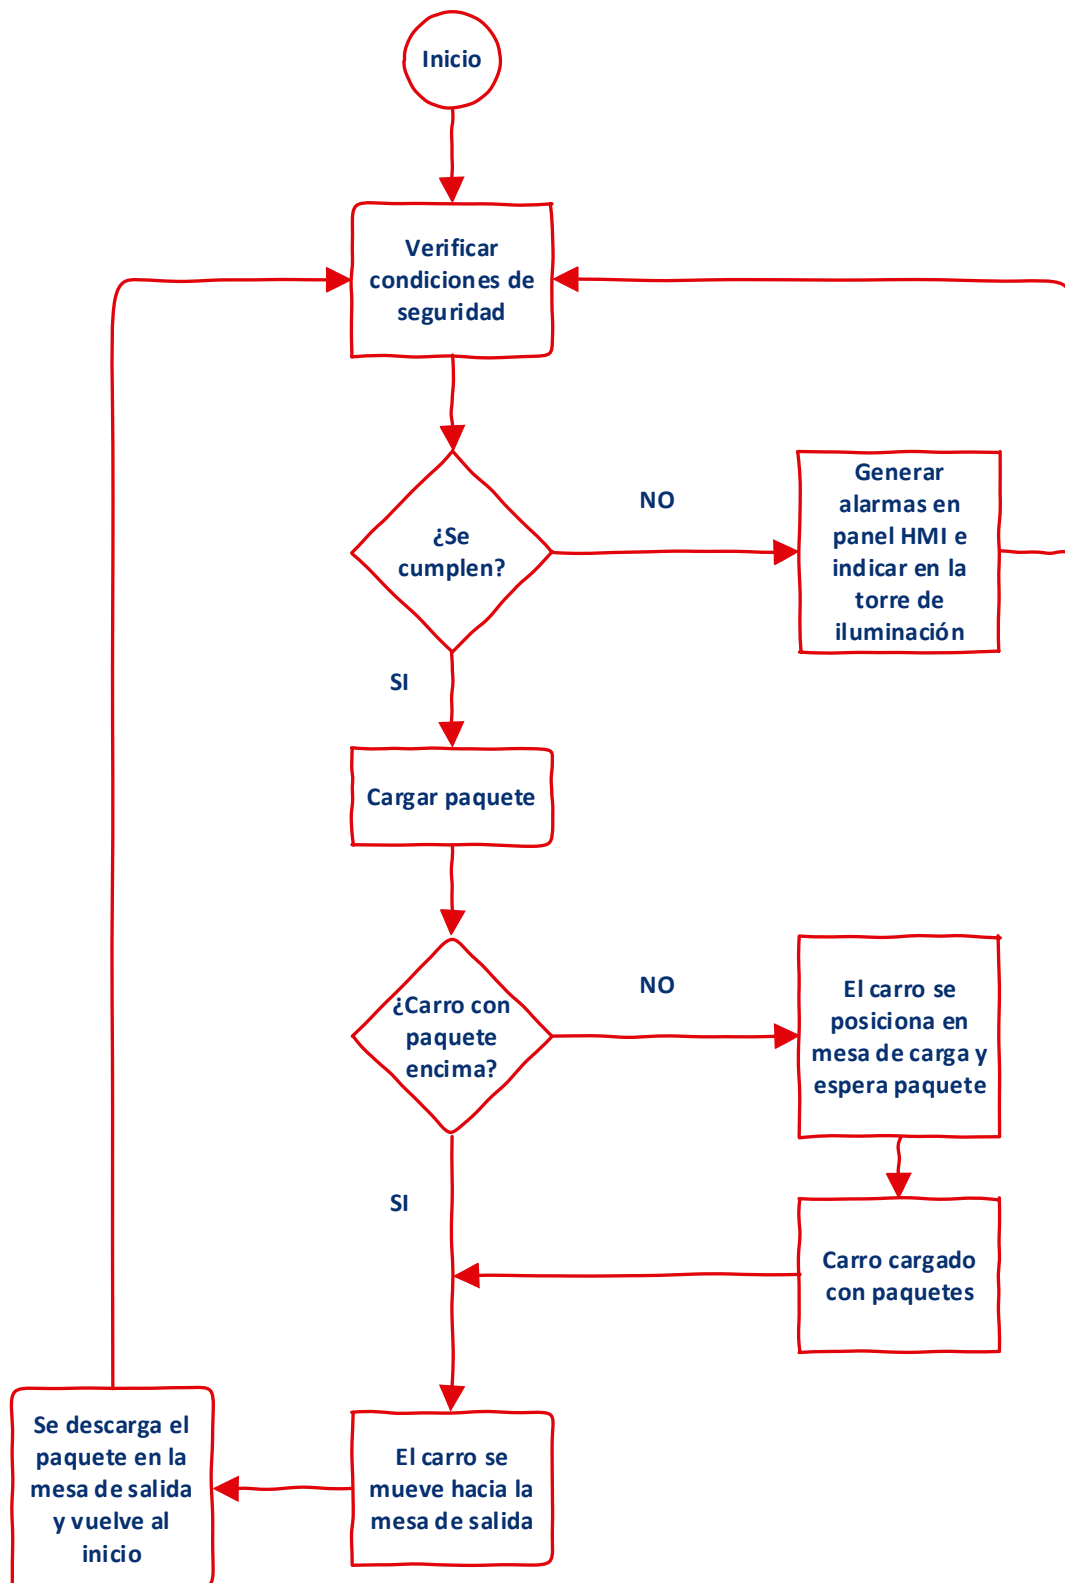 Inicio
Verificar
condiciones de
seguridad
¿Se
cumplen?
NO
Generar
alarmas en
panel HMI e
indicar en la
torre de
iluminación
SI
Cargar paquete
¿Carro con
paquete
encima?
NO
El carro se
posiciona en
mesa de carga y
espera paquete
SI
Carro cargado
con paquetes
El carro se
mueve hacia la
mesa de salida
Se descarga el
paquete en la
mesa de salida
y vuelve al
inicio